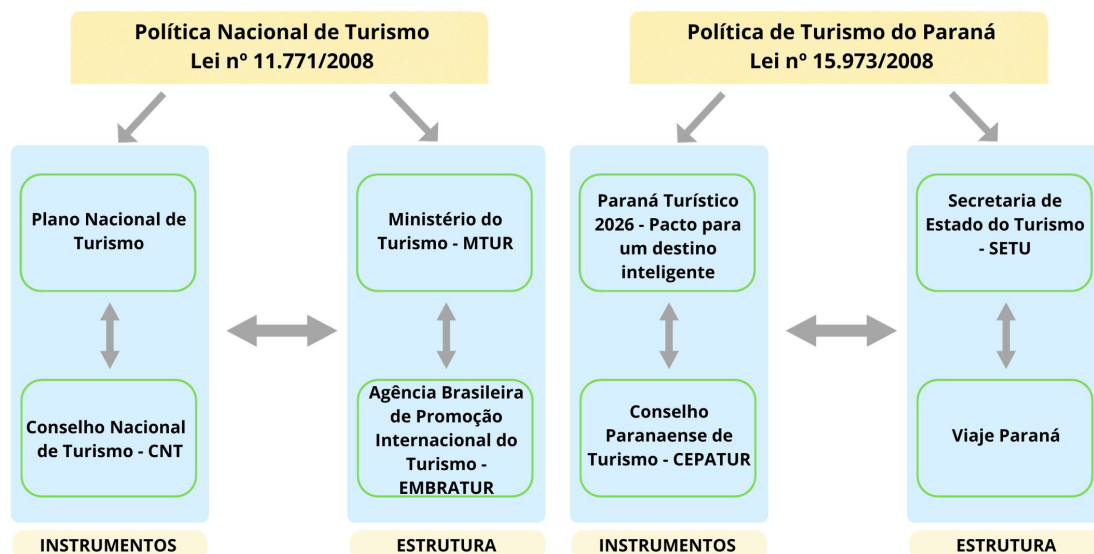 Política Nacional de Turismo
Lei nº 11.771/2008
Plano Nacional de
Turismo
Conselho Nacional
de Turismo - CNT
INSTRUMENTOS
Ministério do
Turismo - MTUR
Agência Brasileira
de Promoção
Internacional do
Turismo -
EMBRATUR
ESTRUTURA
Política de Turismo do Paraná
Lei nº 15.973/2008
Paraná Turístico
2026 - Pacto para
um destino
inteligente
Conselho
Paranaense de
Turismo - CEPATUR
INSTRUMENTOS
Secretaria de
Estado do Turismo
- SETU
Viaje Paraná
ESTRUTURA